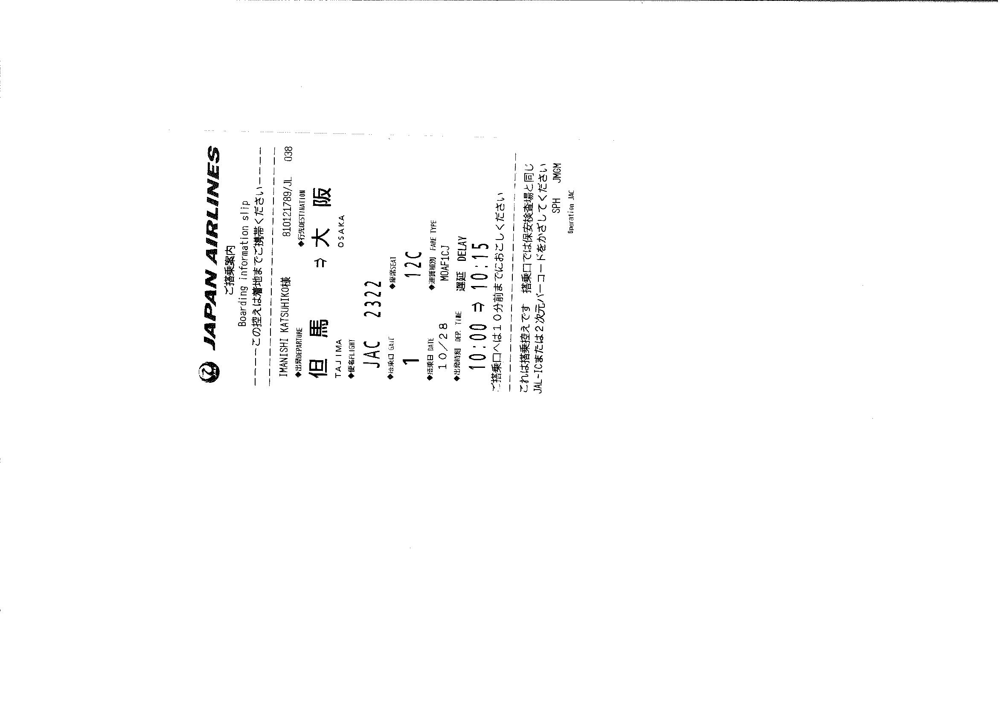 JAPAN AIRLINES
ご搭乗案内
Boarding information slip
ーーーーこの控えは着地までご携帯くださいーーーー
IMANISHI KATSUHIKO様 810121789/JL 038
◆出発DEPARTURE ◆行先DESTINATION
但馬 ⇒ 大阪
TAJIMA OSAKA
◆便名FLIGHT
JAC 2322
◆搭乗口 GATE ◆座席SEAT
1 12C
◆搭乗日 DATE ◆運賃種別 FARE TYPE
10/28 MOAF1CJ
◆出発時刻 DEP. TIME 遅延 DELAY
10:00 ⇒ 10:15
ご搭乗口へは10分前までにおこしください
これは搭乗控えです 搭乗口では保安検査場と同じ
JAL-ICまたは2次元バーコードをかざしてください
SPH JMGM
Operation JAC